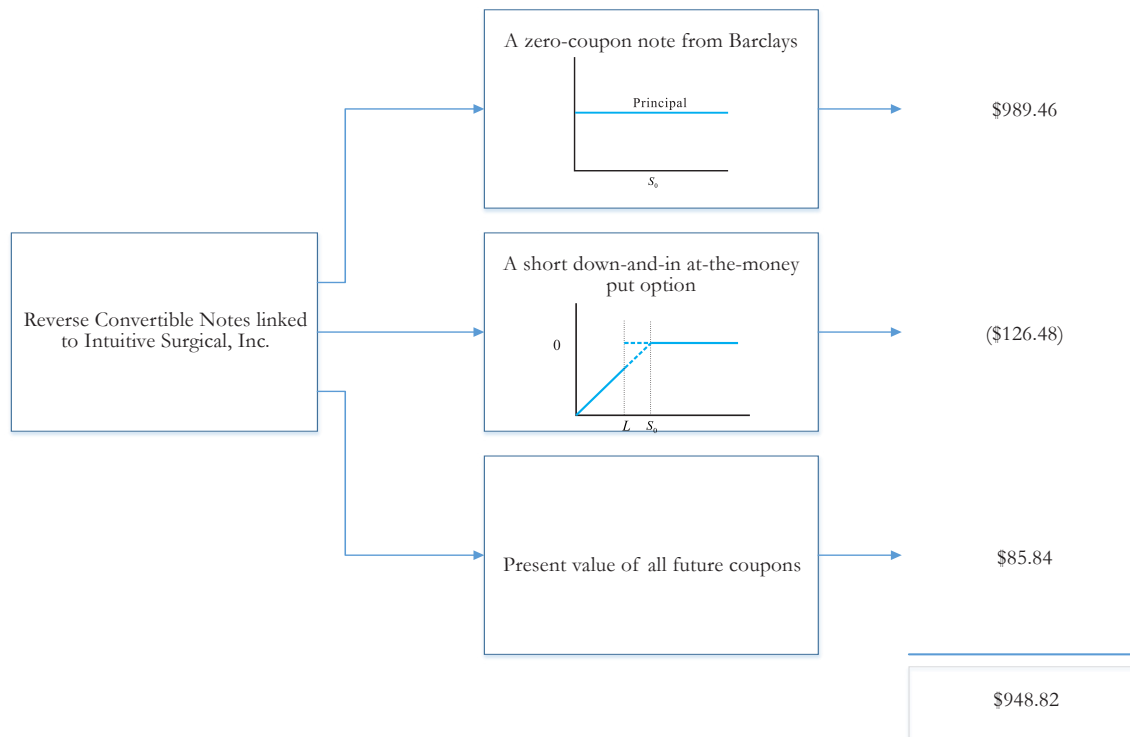 A zero-coupon note from Barclays
Principal
S0
$989.46
Reverse Convertible Notes linked
to Intuitive Surgical, Inc.
A short down-and-in at-the-money
put option
0
L S0
($126.48)
Present value of all future coupons
$85.84
$948.82